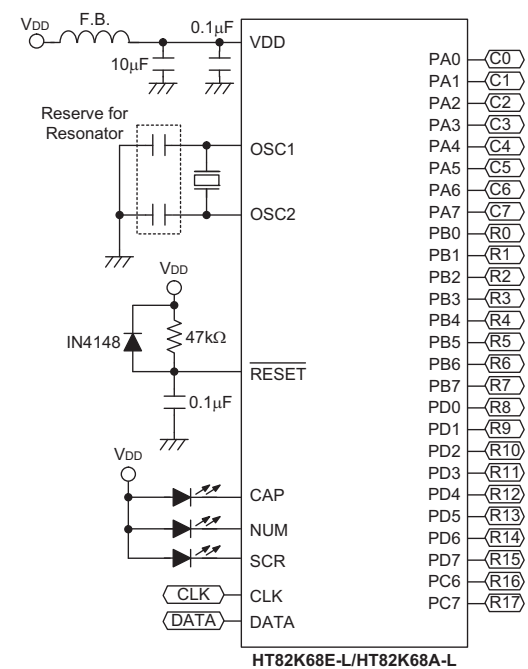 VDD
F.B.
0.1µF
10µF
VDD
Reserve for
Resonator
OSC1
OSC2
VDD
IN4148
47kΩ
RESET
0.1µF
VDD
CAP
NUM
SCR
CLK CLK
DATA DATA
PA0 C0
PA1 C1
PA2 C2
PA3 C3
PA4 C4
PA5 C5
PA6 C6
PA7 C7
PB0 R0
PB1 R1
PB2 R2
PB3 R3
PB4 R4
PB5 R5
PB6 R6
PB7 R7
PD0 R8
PD1 R9
PD2 R10
PD3 R11
PD4 R12
PD5 R13
PD6 R14
PD7 R15
PC6 R16
PC7 R17
HT82K68E-L/HT82K68A-L